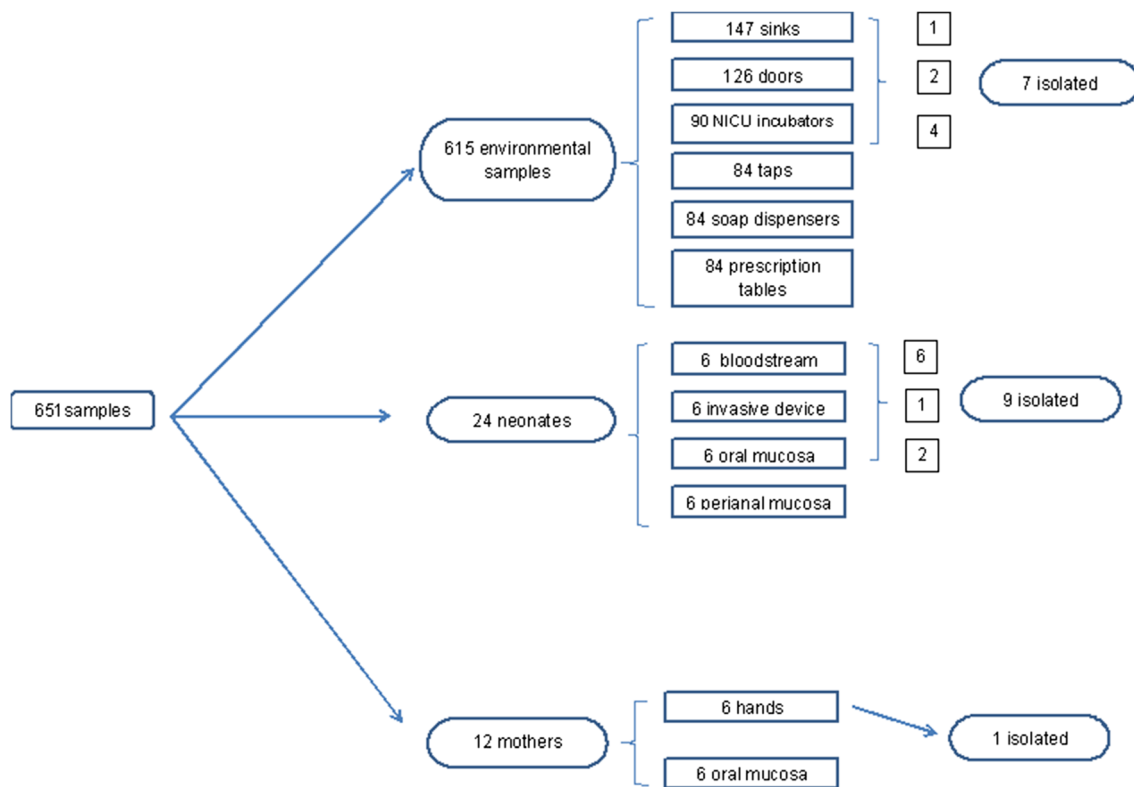 147 sinks
1
126 doors
2
7 isolated
90 NICU incubators
4
615 environmental
samples
84 taps
84 soap dispensers
84 prescription
tables
651 samples
24 neonates
6 bloodstream
6
6 invasive device
1
9 isolated
6 oral mucosa
2
6 perianal mucosa
12 mothers
6 hands
1 isolated
6 oral mucosa